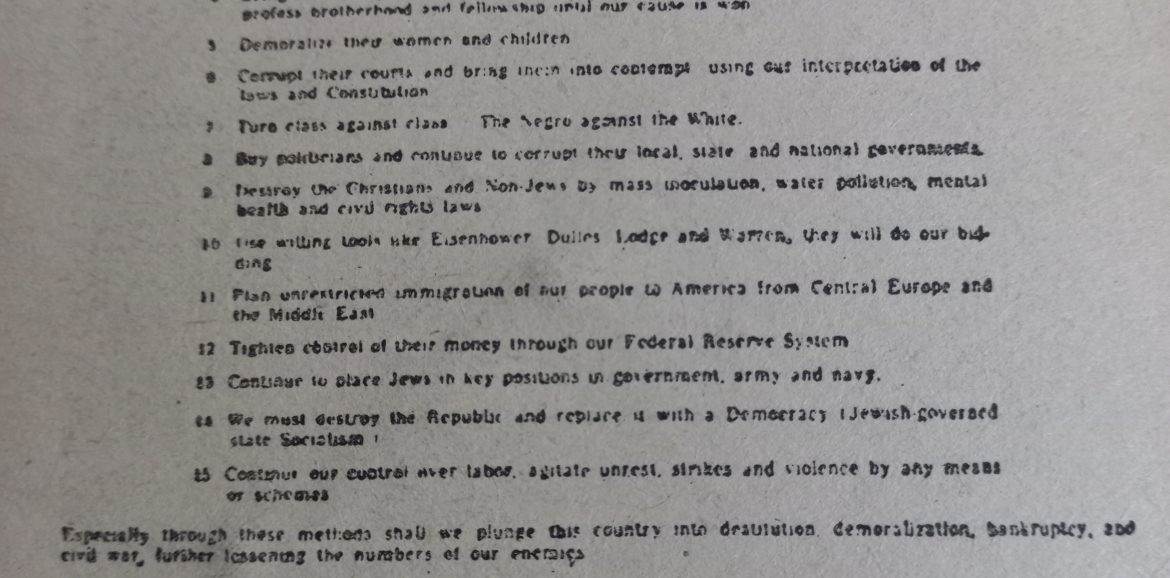 profess brotherhood and fellowship until our cause is won
5 Demoralize their women and children
6 Corrupt their courts and bring them into contempt using our interpretation of the
laws and Constitution
7 Turn class against class The Negro against the White.
8 Buy politicians and continue to corrupt their local, state and national governments.
9 Destroy the Christians and Non-Jews by mass inoculation, water pollution, mental
health and civil rights laws
10 Use willing tools like Eisenhower Dulles Lodge and Warren, they will do our bid-
ding
11 Plan unrestricted immigration of our people to America from Central Europe and
the Middle East
12 Tighten control of their money through our Federal Reserve System
13 Continue to place Jews in key positions in government, army and navy.
14 We must destroy the Republic and replace it with a Democracy (Jewish-governed
state Socialism )
15 Continue our control over labor, agitate unrest, strikes and violence by any means
or schemes
Especially through these methods shall we plunge this country into destitution, demoralization, bankruptcy, and
civil war, further lessening the numbers of our enemies